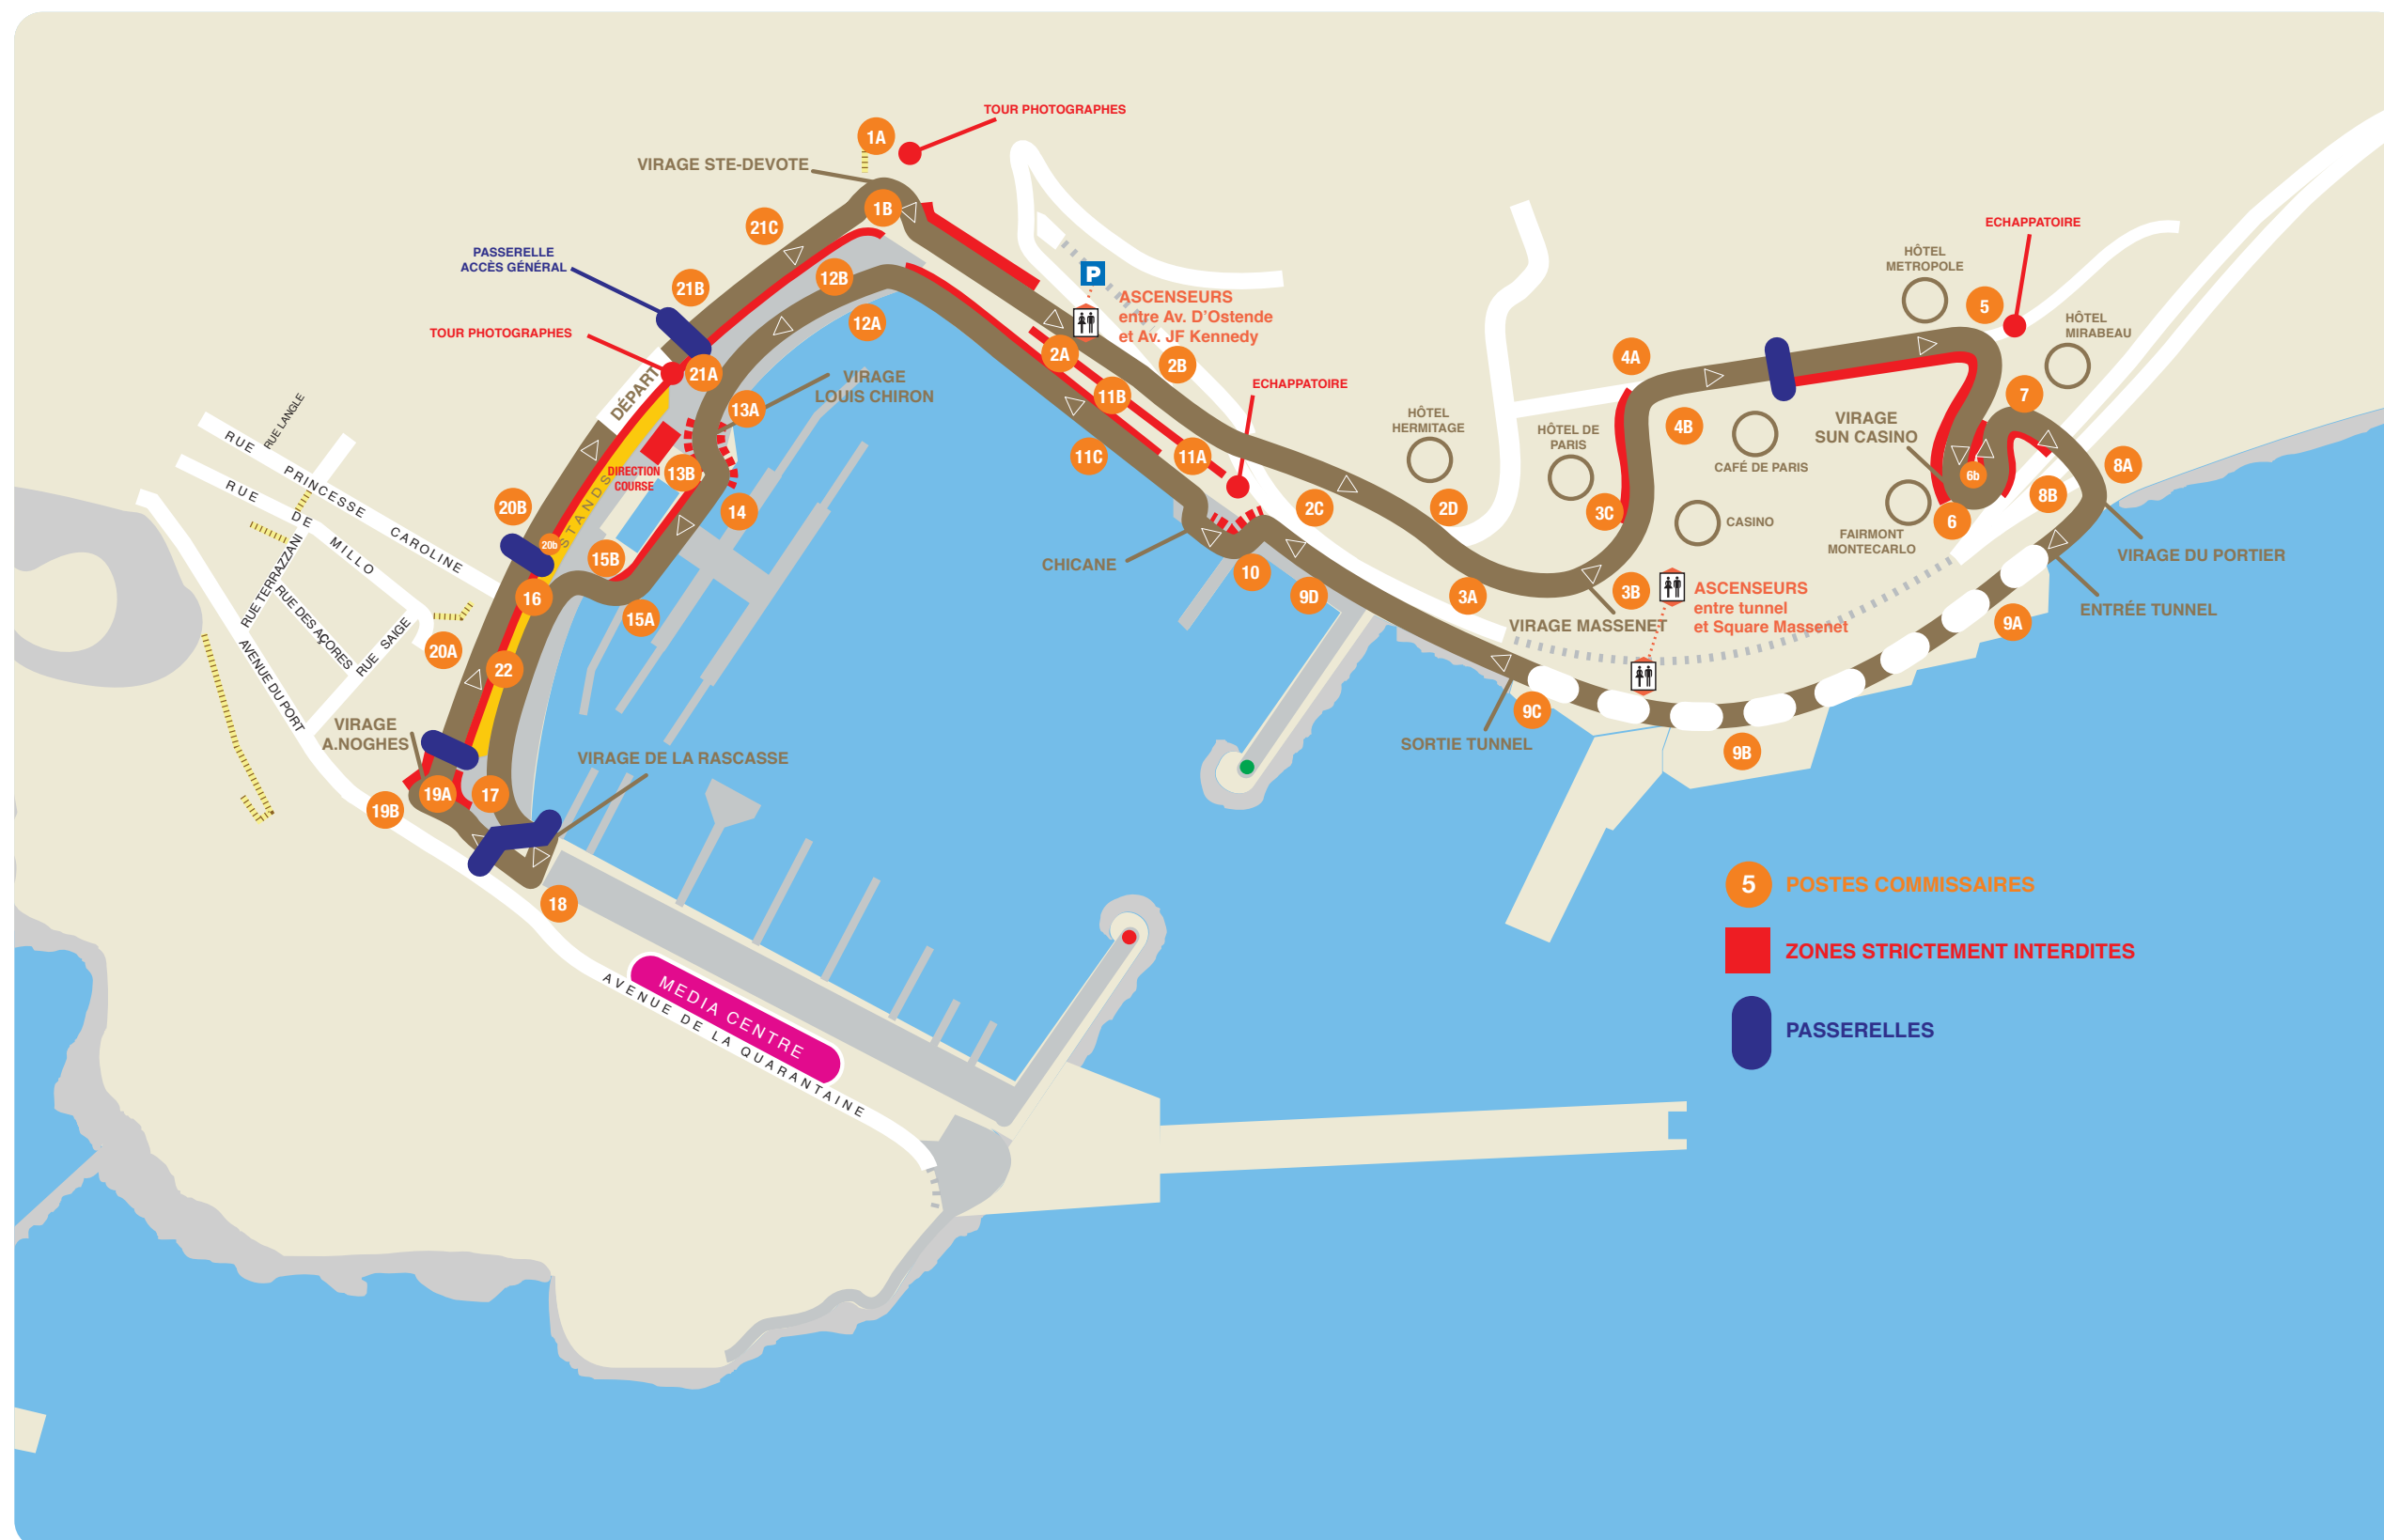 TOUR PHOTOGRAPHES
1A
VIRAGE STE-DEVOTE
1B
21C
PASSERELLE
ACCÈS GÉNÉRAL
21B
12B
12A
TOUR PHOTOGRAPHES
21A
DÉPART
P
ASCENSEURS
entre Av. D'Ostende
et Av. JF Kennedy
2A
2B
11B
11A
11C
ECHAPPATOIRE
VIRAGE
LOUIS CHIRON
13A
13B
DIRECTION
COURSE
STANDS
14
20B
20b
15B
15A
16
22
RUE LANGLE
RUE PRINCESSE CAROLINE
RUE DE MILLO
RUE TERRAZZANI
RUE DES AÇORES
RUE SAIGE
AVENUE DU PORT
20A
VIRAGE
A.NOGHES
19A
19B
17
VIRAGE DE LA RASCASSE
18
CHICANE
10
9D
2C
HÔTEL
HERMITAGE
2D
HÔTEL DE
PARIS
3C
3A
3B
VIRAGE MASSENET
ASCENSEURS
entre tunnel
et Square Massenet
4A
4B
CAFÉ DE PARIS
CASINO
HÔTEL
METROPOLE
5
ECHAPPATOIRE
HÔTEL
MIRABEAU
7
VIRAGE
SUN CASINO
6b
6
FAIRMONT
MONTECARLO
8B
8A
VIRAGE DU PORTIER
ENTRÉE TUNNEL
9A
9B
9C
SORTIE TUNNEL
MEDIA CENTRE
AVENUE DE LA QUARANTAINE
5
POSTES COMMISSAIRES
ZONES STRICTEMENT INTERDITES
PASSERELLES